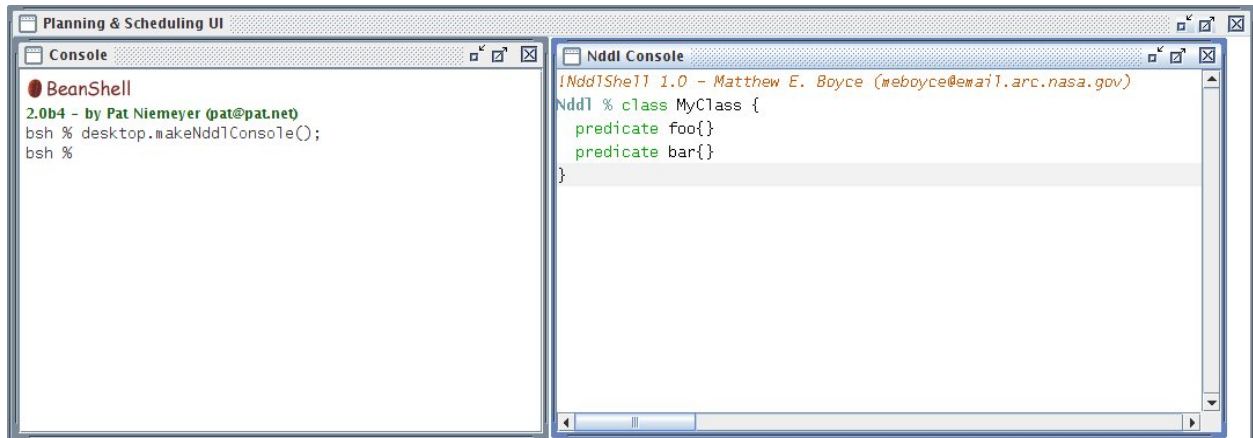 Planning & Scheduling UI
Console
BeanShell
2.0b4 - by Pat Niemeyer (pat@pat.net)
bsh % desktop.makeNddlConsole();
bsh %
Nddl Console
!NddlShell 1.0 - Matthew E. Boyce (meboyce@email.arc.nasa.gov)
Nddl % class MyClass {
  predicate foo{}
  predicate bar{}
}